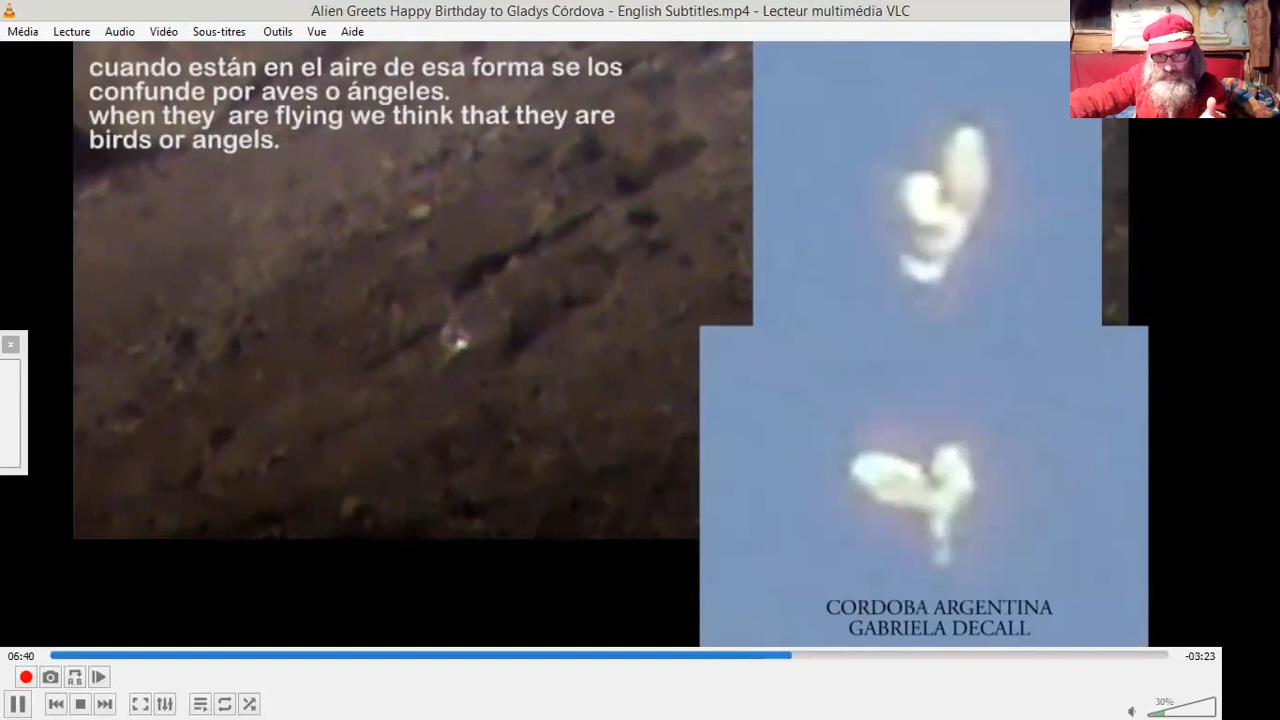 Alien Greets Happy Birthday to Gladys Córdova - English Subtitles.mp4 - Lecteur multimédia VLC
Média Lecture Audio Vidéo Sous-titres Outils Vue Aide
cuando están en el aire de esa forma se los
confunde por aves o ángeles.
when they are flying we think that they are
birds or angels.
CORDOBA ARGENTINA
GABRIELA DECALL
06:40
-03:23
30%